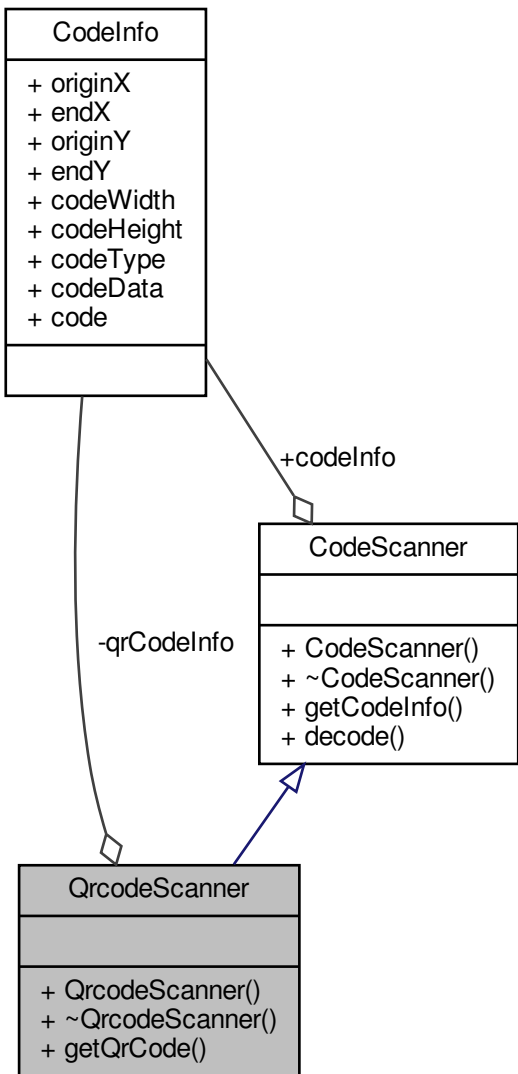 CodeInfo
+ originX
+ endX
+ originY
+ endY
+ codeWidth
+ codeHeight
+ codeType
+ codeData
+ code
+codeInfo
CodeScanner
+ CodeScanner()
+ ~CodeScanner()
+ getCodeInfo()
+ decode()
-qrCodeInfo
QrcodeScanner
+ QrcodeScanner()
+ ~QrcodeScanner()
+ getQrCode()